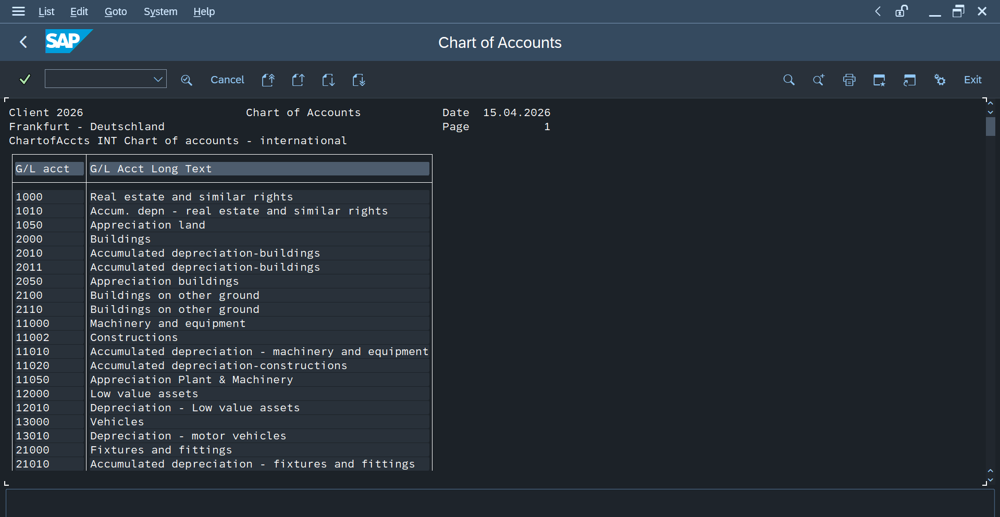 List Edit Goto System Help
SAP Chart of Accounts
Cancel Exit
Client 2026 Chart of Accounts Date 15.04.2026
Frankfurt - Deutschland Page 1
ChartofAccts INT Chart of accounts - international
G/L acct G/L Acct Long Text
1000 Real estate and similar rights
1010 Accum. depn - real estate and similar rights
1050 Appreciation land
2000 Buildings
2010 Accumulated depreciation-buildings
2011 Accumulated depreciation-buildings
2050 Appreciation buildings
2100 Buildings on other ground
2110 Buildings on other ground
11000 Machinery and equipment
11002 Constructions
11010 Accumulated depreciation - machinery and equipment
11020 Accumulated depreciation-constructions
11050 Appreciation Plant & Machinery
12000 Low value assets
12010 Depreciation - Low value assets
13000 Vehicles
13010 Depreciation - motor vehicles
21000 Fixtures and fittings
21010 Accumulated depreciation - fixtures and fittings